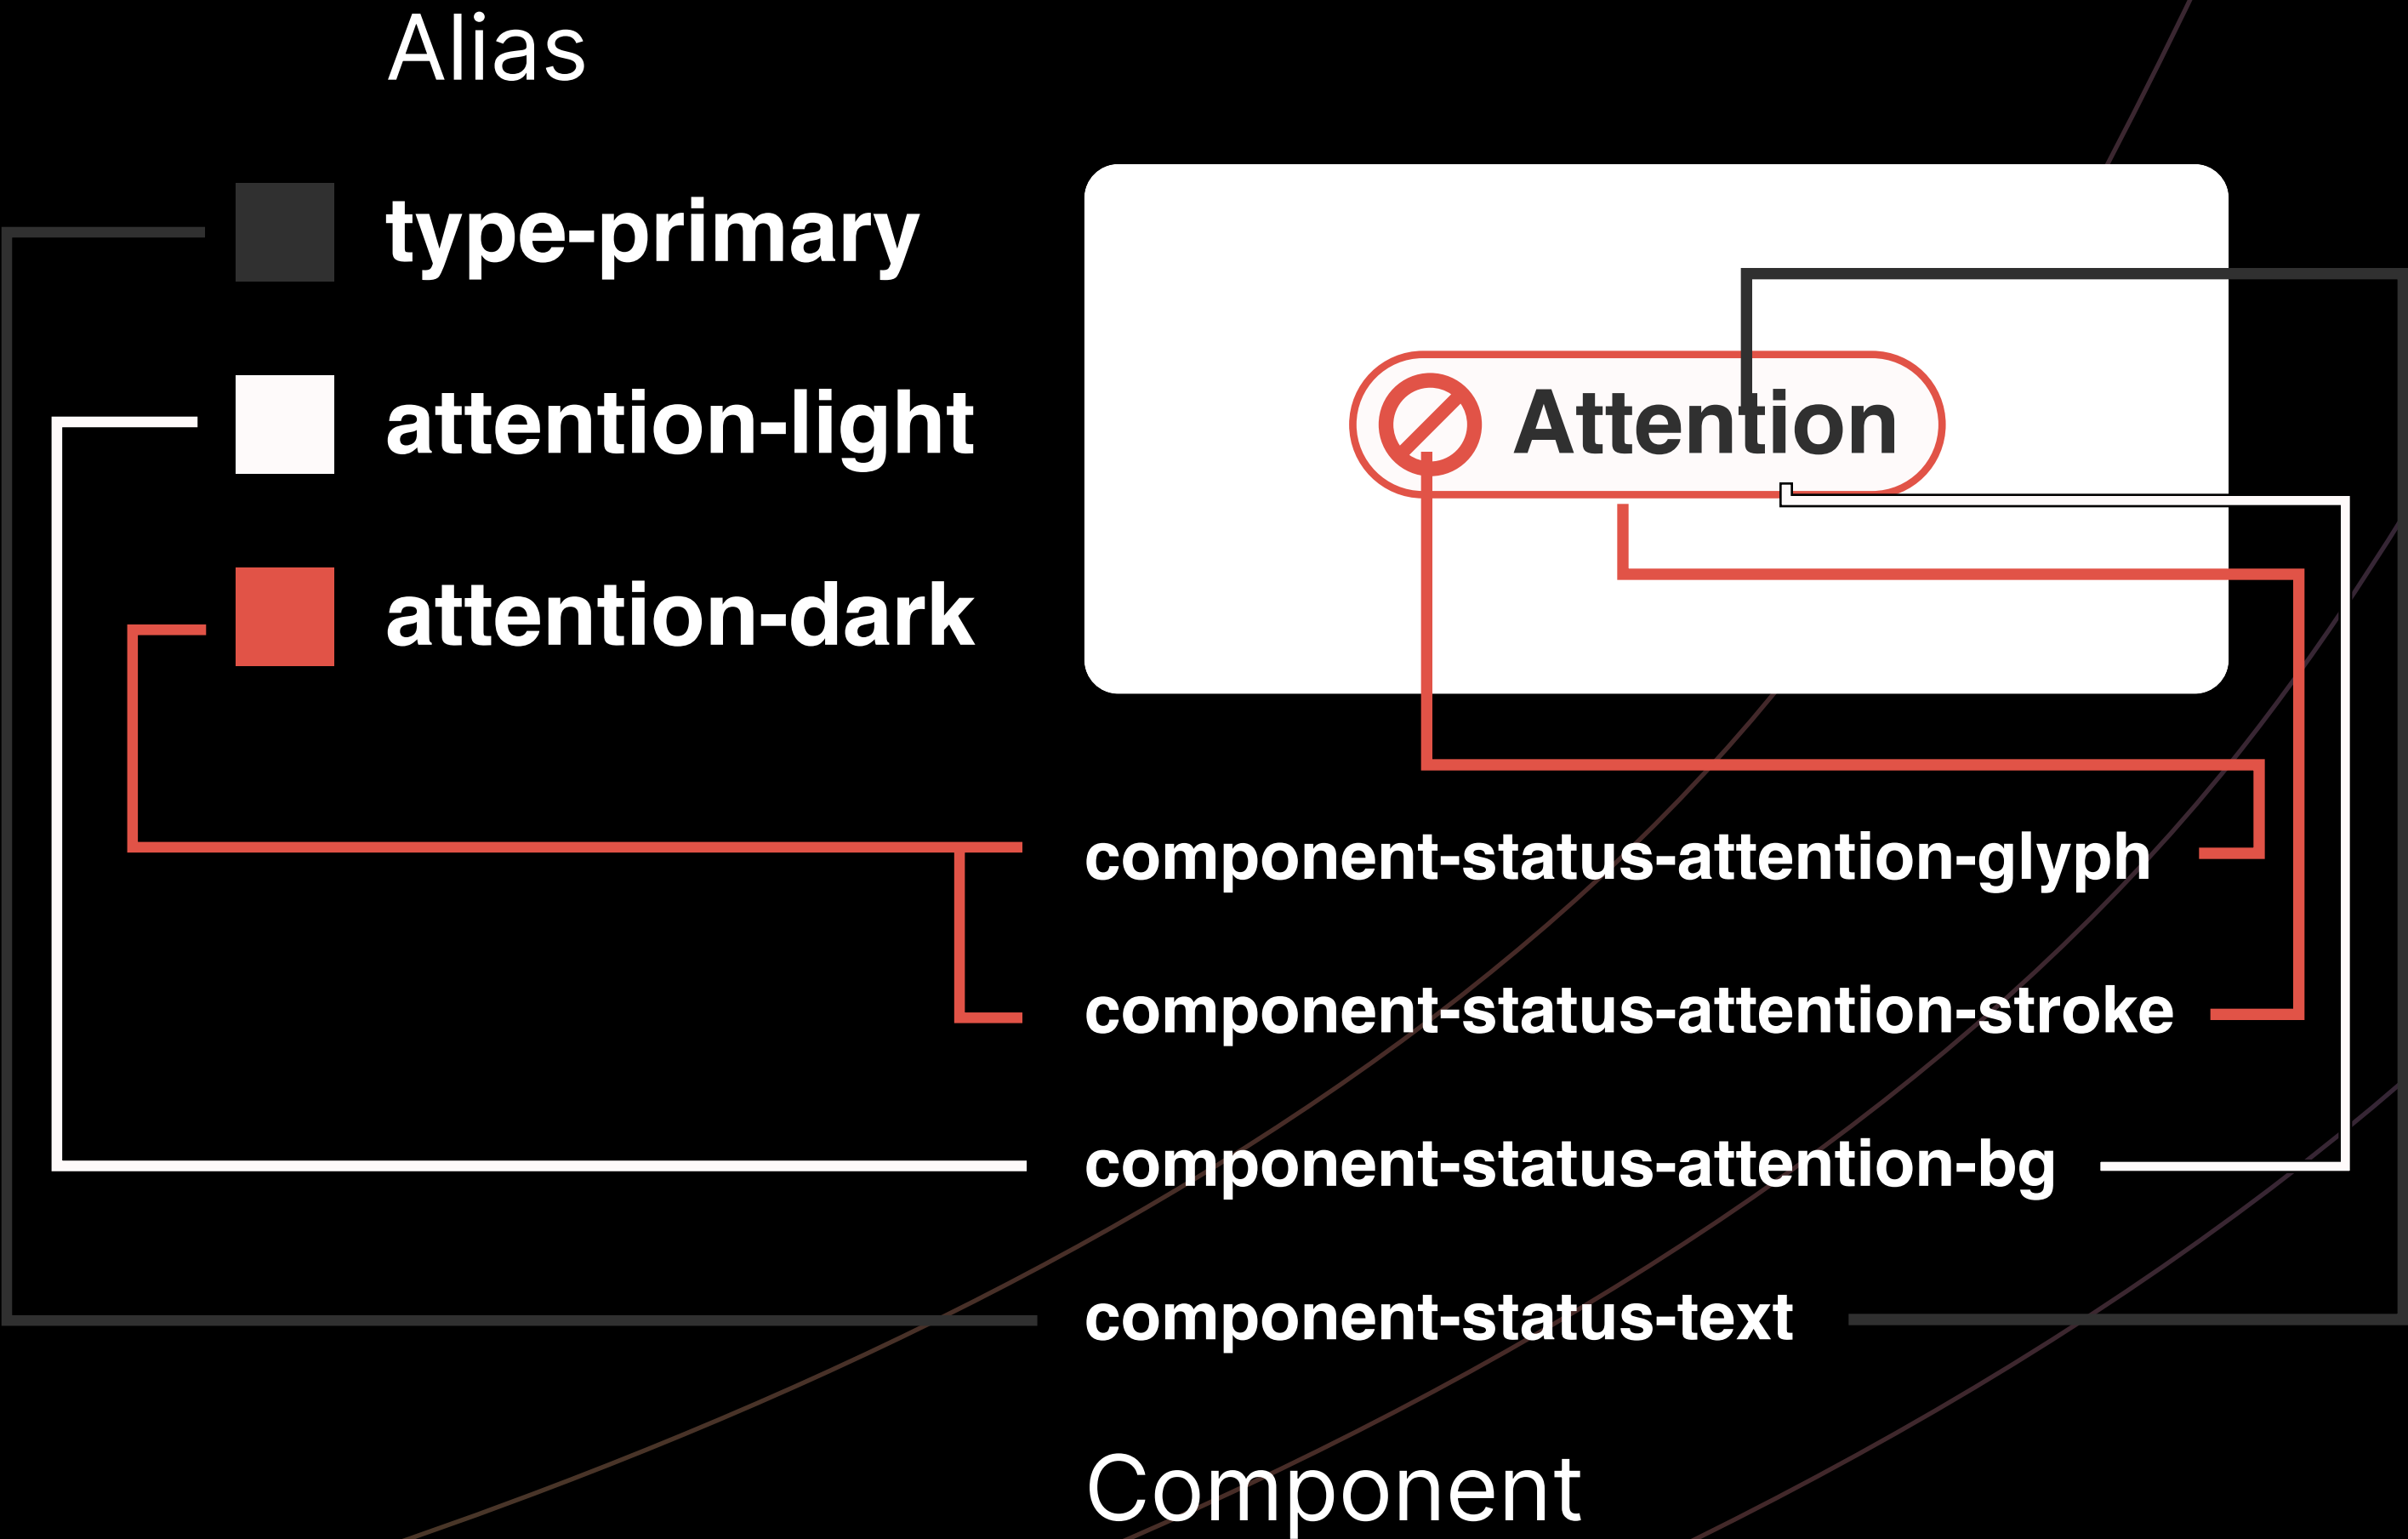 Alias
type-primary
attention-light
attention-dark
Attention
component-status-attention-glyph
component-status-attention-stroke
component-status-attention-bg
component-status-text
Component